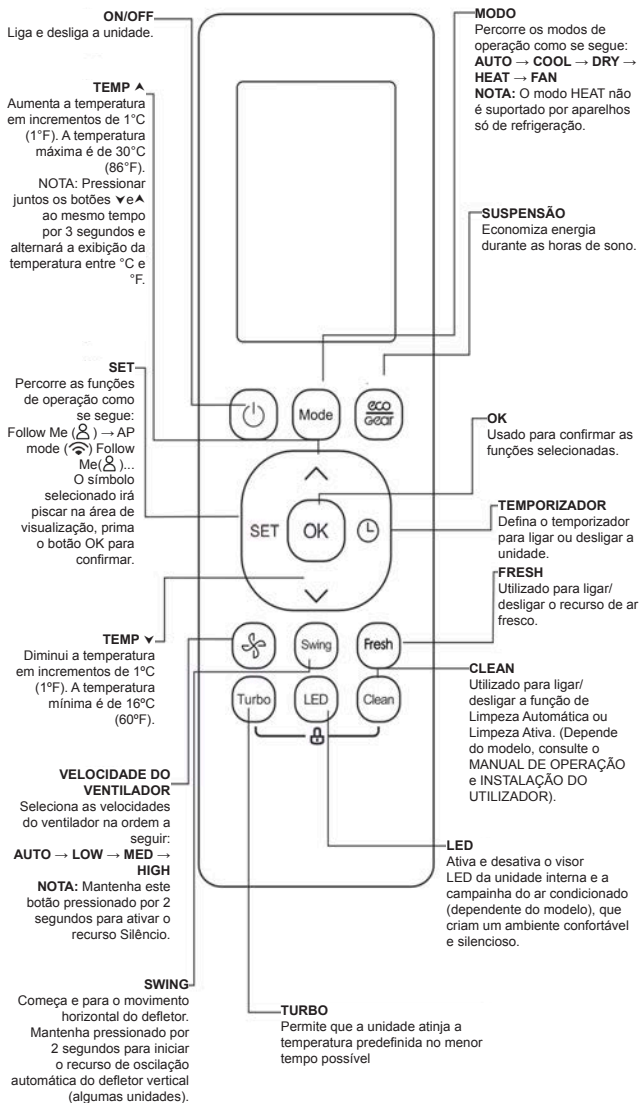 ON/OFF
Liga e desliga a unidade.
TEMP ⮝
Aumenta a temperatura
em incrementos de 1°C
(1°F). A temperatura
máxima é de 30°C
(86°F).
NOTA: Pressionar
juntos os botões ⮟e⮝
ao mesmo tempo
por 3 segundos e
alternará a exibição da
temperatura entre °C e
°F.
SET
Percorre as funções
de operação como
se segue:
Follow Me ( ) → AP
mode ( ) Follow
Me( )...
O símbolo
selecionado irá
piscar na área de
visualização, prima
o botão OK para
confirmar.
TEMP ⮟
Diminui a temperatura
em incrementos de 1ºC
(1ºF). A temperatura
mínima é de 16ºC
(60ºF).
VELOCIDADE DO
VENTILADOR
Seleciona as velocidades
do ventilador na ordem a
seguir:
AUTO → LOW → MED →
HIGH
NOTA: Mantenha este
botão pressionado por 2
segundos para ativar o
recurso Silêncio.
SWING
Começa e para o movimento
horizontal do defletor.
Mantenha pressionado por
2 segundos para iniciar
o recurso de oscilação
automática do defletor vertical
(algumas unidades).
Mode
eco
Gear
SET
OK
Swing
Fresh
Turbo
LED
Clean
MODO
Percorre os modos de
operação como se segue:
AUTO → COOL → DRY →
HEAT → FAN
NOTA: O modo HEAT não
é suportado por aparelhos
só de refrigeração.
SUSPENSÃO
Economiza energia
durante as horas de sono.
OK
Usado para confirmar as
funções selecionadas.
TEMPORIZADOR
Defina o temporizador
para ligar ou desligar a
unidade.
FRESH
Utilizado para ligar/
desligar o recurso de ar
fresco.
CLEAN
Utilizado para ligar/
desligar a função de
Limpeza Automática ou
Limpeza Ativa. (Depende
do modelo, consulte o
MANUAL DE OPERAÇÃO
e INSTALAÇÃO DO
UTILIZADOR).
LED
Ativa e desativa o visor
LED da unidade interna e a
campainha do ar condicionado
(dependente do modelo), que
criam um ambiente confortável
e silencioso.
TURBO
Permite que a unidade atinja a
temperatura predefinida no menor
tempo possível